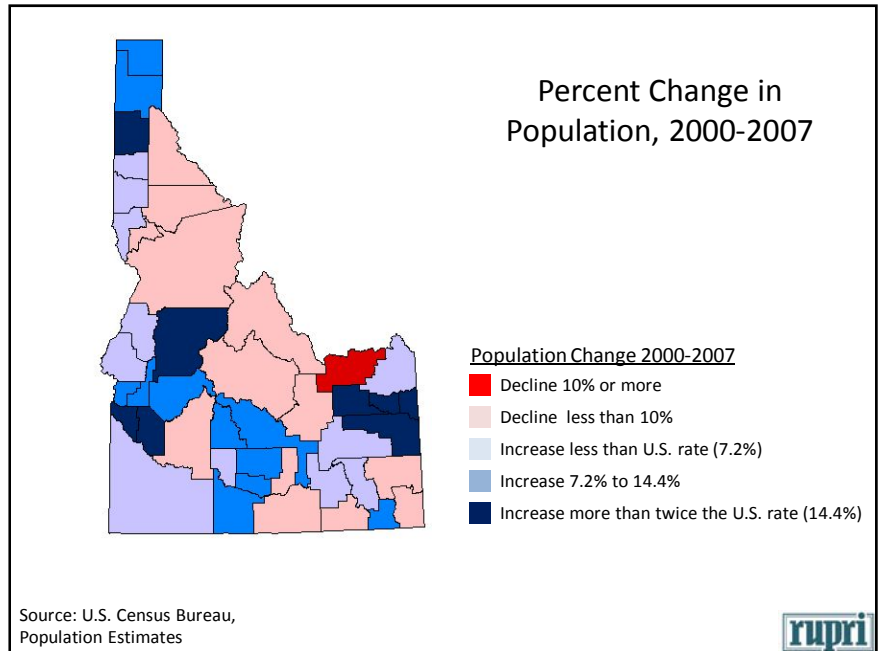 Percent Change in
Population, 2000-2007
Population Change 2000-2007
Decline 10% or more
Decline less than 10%
Increase less than U.S. rate (7.2%)
Increase 7.2% to 14.4%
Increase more than twice the U.S. rate (14.4%)
Source: U.S. Census Bureau,
Population Estimates
rupri